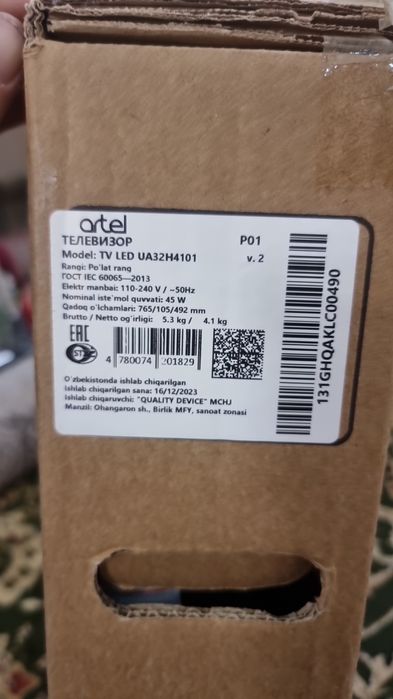 artel
ТЕЛЕВИЗОР P01
Model: TV LED UA32H4101 v. 2
Rangi: Po'lat rang
ГОСТ IEC 60065—2013
Elektr manbai: 110-240 V / ~50Hz
Nominal iste'mol quvvati: 45 W
Qadoq o'lchamlari: 765/105/492 mm
Brutto / Netto og'irligi: 5.3 kg / 4.1 kg
EAC
4 780074 201829
O'zbekistonda ishlab chiqarilgan
Ishlab chiqarilgan sana: 16/12/2023
Ishlab chiqaruvchi: "QUALITY DEVICE" MCHJ
Manzil: Ohangaron sh., Birlik MFY, sanoat zonasi
131GHQAKLC00490